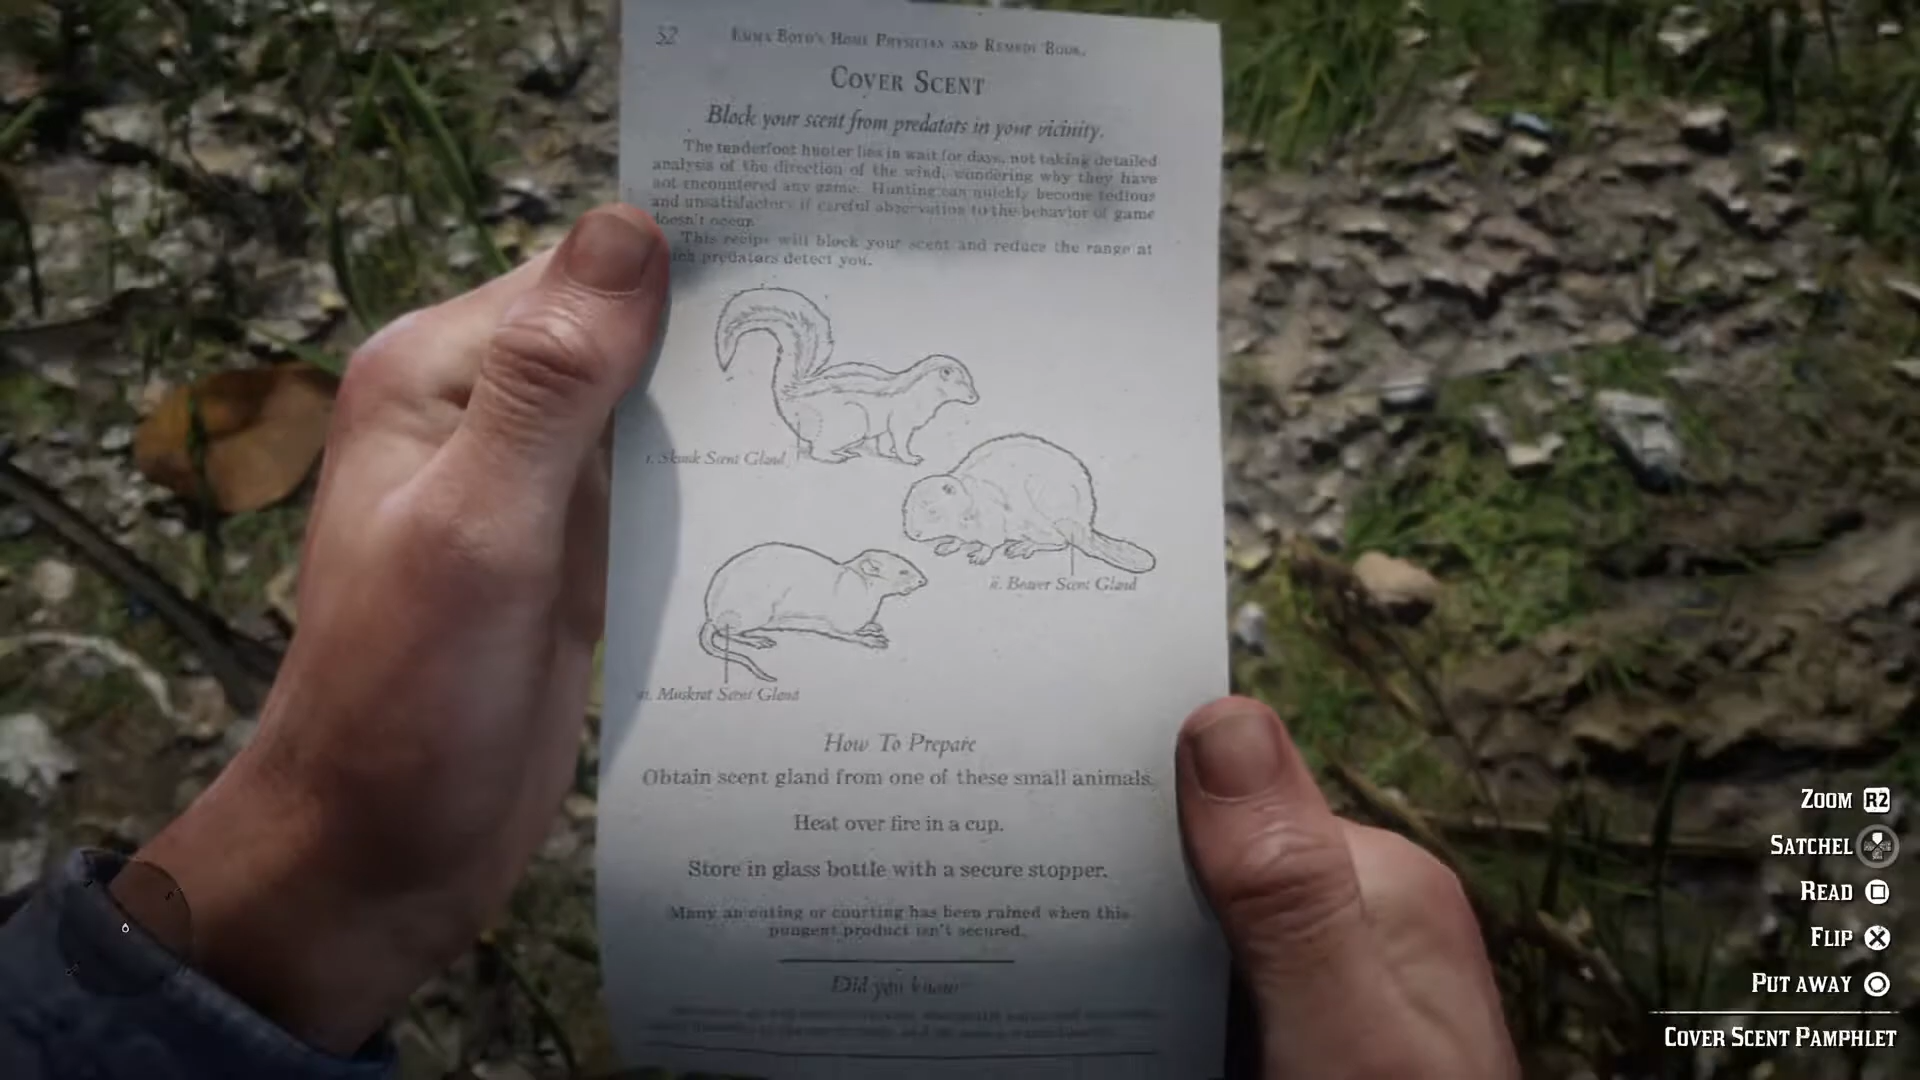 52 Emma Boyd's Home Physician and Remedy Book.
Cover Scent
Block your scent from predators in your vicinity.
The tenderfoot hunter lies in wait for days, not taking detailed
analysis of the direction of the wind, wondering why they have
not encountered any game. Hunting can quickly become tedious
and unsatisfactory if careful observation to the behavior of game
doesn't occur.
This recipe will block your scent and reduce the range at
predators detect you.
i. Skunk Scent Gland
ii. Beaver Scent Gland
Muskrat Scent Gland
How To Prepare
Obtain scent gland from one of these small animals.
Heat over fire in a cup.
Store in glass bottle with a secure stopper.
Many an outing or courting has been ruined when this
pungent product isn't secured.
Did you know
Zoom R2
Satchel
Read
Flip
Put away
Cover Scent Pamphlet